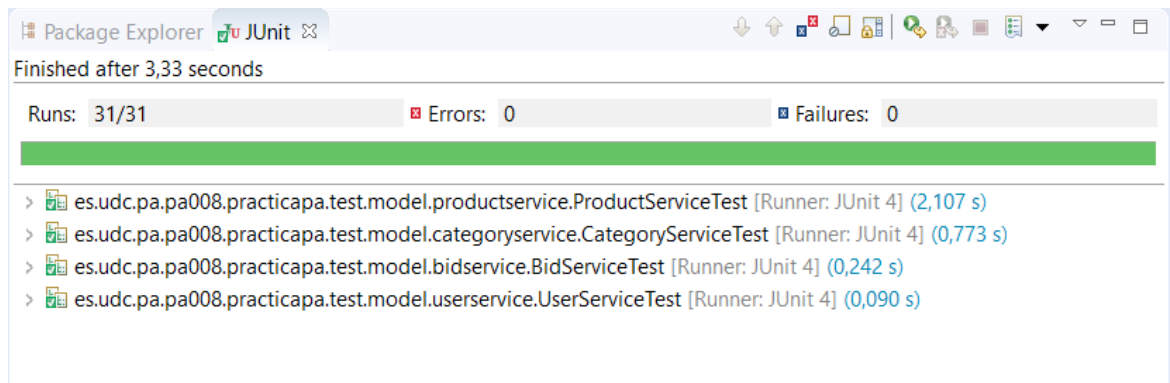 Package Explorer JUnit
Finished after 3,33 seconds
Runs: 31/31 Errors: 0 Failures: 0
es.udc.pa.pa008.practicapa.test.model.productservice.ProductServiceTest [Runner: JUnit 4] (2,107 s)
es.udc.pa.pa008.practicapa.test.model.categoryservice.CategoryServiceTest [Runner: JUnit 4] (0,773 s)
es.udc.pa.pa008.practicapa.test.model.bidservice.BidServiceTest [Runner: JUnit 4] (0,242 s)
es.udc.pa.pa008.practicapa.test.model.userservice.UserServiceTest [Runner: JUnit 4] (0,090 s)